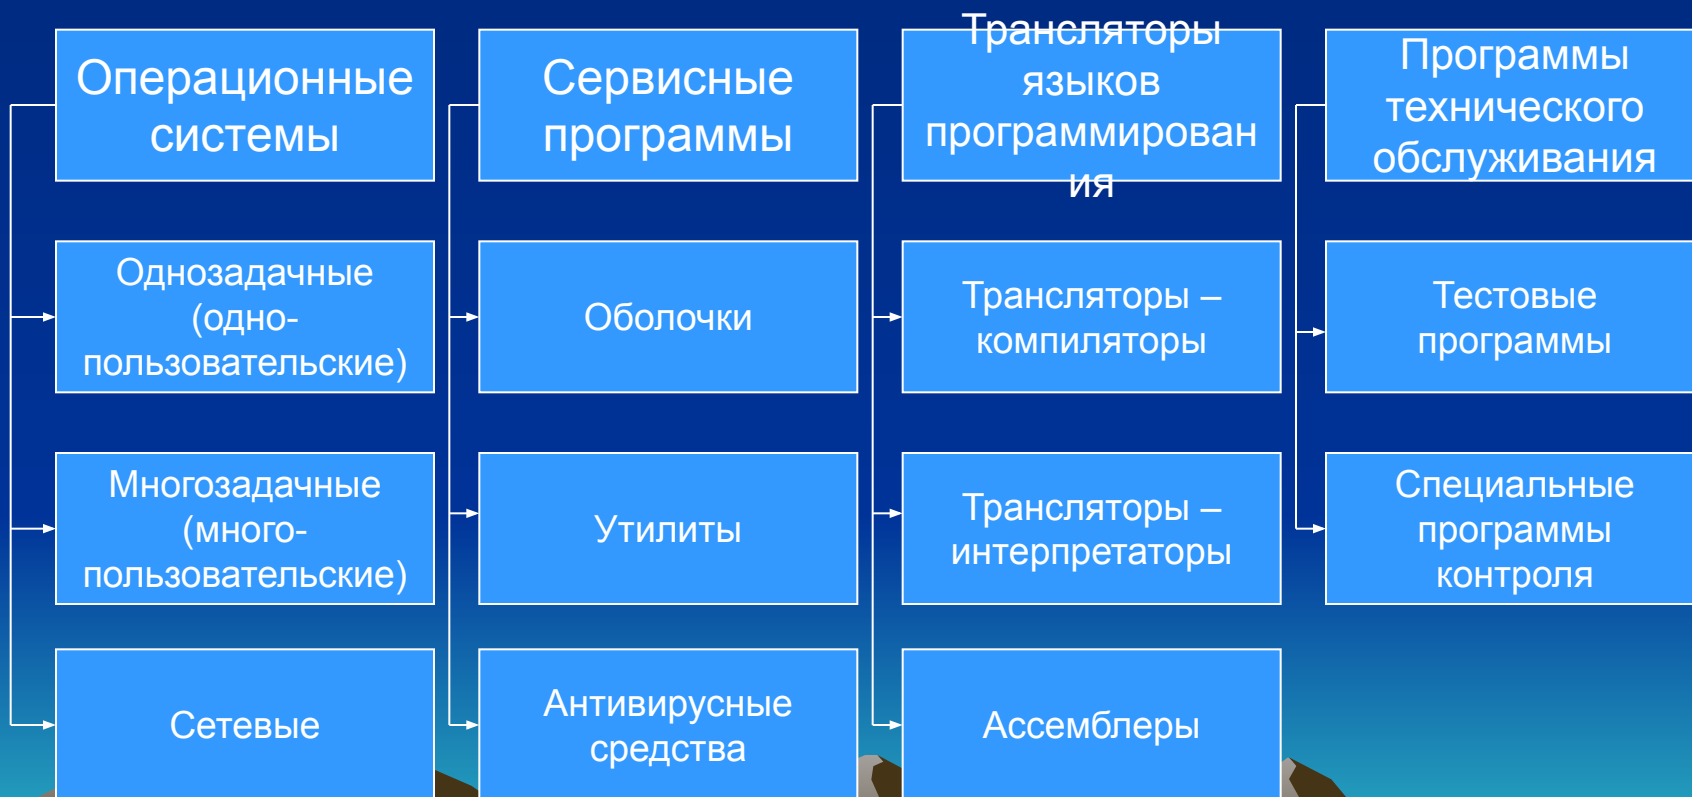 Операционные
системы
Однозадачные
(одно-
пользовательские)
Многозадачные
(много-
пользовательские)
Сетевые
Сервисные
программы
Оболочки
Утилиты
Антивирусные
средства
Трансляторы
языков
программирован
ия
Трансляторы –
компиляторы
Трансляторы –
интерпретаторы
Ассемблеры
Программы
технического
обслуживания
Тестовые
программы
Специальные
программы
контроля